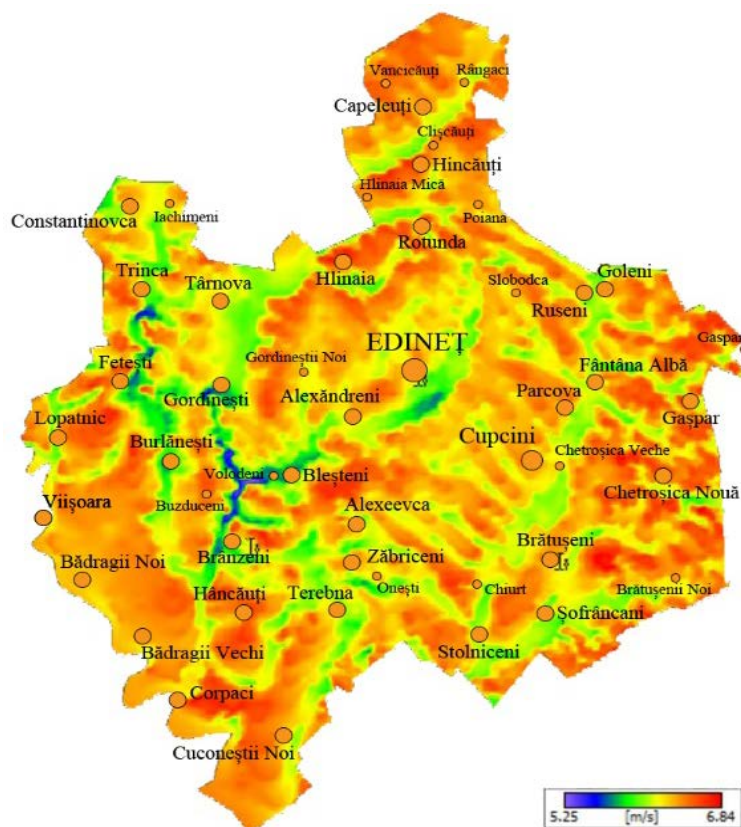 Vancicăuți
Rângaci
Capeleuți
Clișcăuți
Hincăuți
Hlinaia Mică
Constantinovca
Iachimeni
Poiana
Rotunda
Trinca
Târnova
Hlinaia
Slobodca
Goleni
Ruseni
Gaspar
EDINEȚ
Gordineștii Noi
Fetești
Gordinești
Alexăndreni
Fântâna Albă
Parcova
Gașpar
Lopatnic
Burlănești
Cupcini
Chetroșica Veche
Volodeni
Bleșteni
Chetroșica Nouă
Buzduceni
Viișoara
Alexeevca
Brânzeni
Brătușeni
Zăbriceni
Bădragii Noi
Onești
Chiurt
Brătușenii Noi
Hâncăuți
Terebna
Șofrâncani
Bădragii Vechi
Stolniceni
Corpaci
Cuconeștii Noi
5.25 [m/s] 6.84